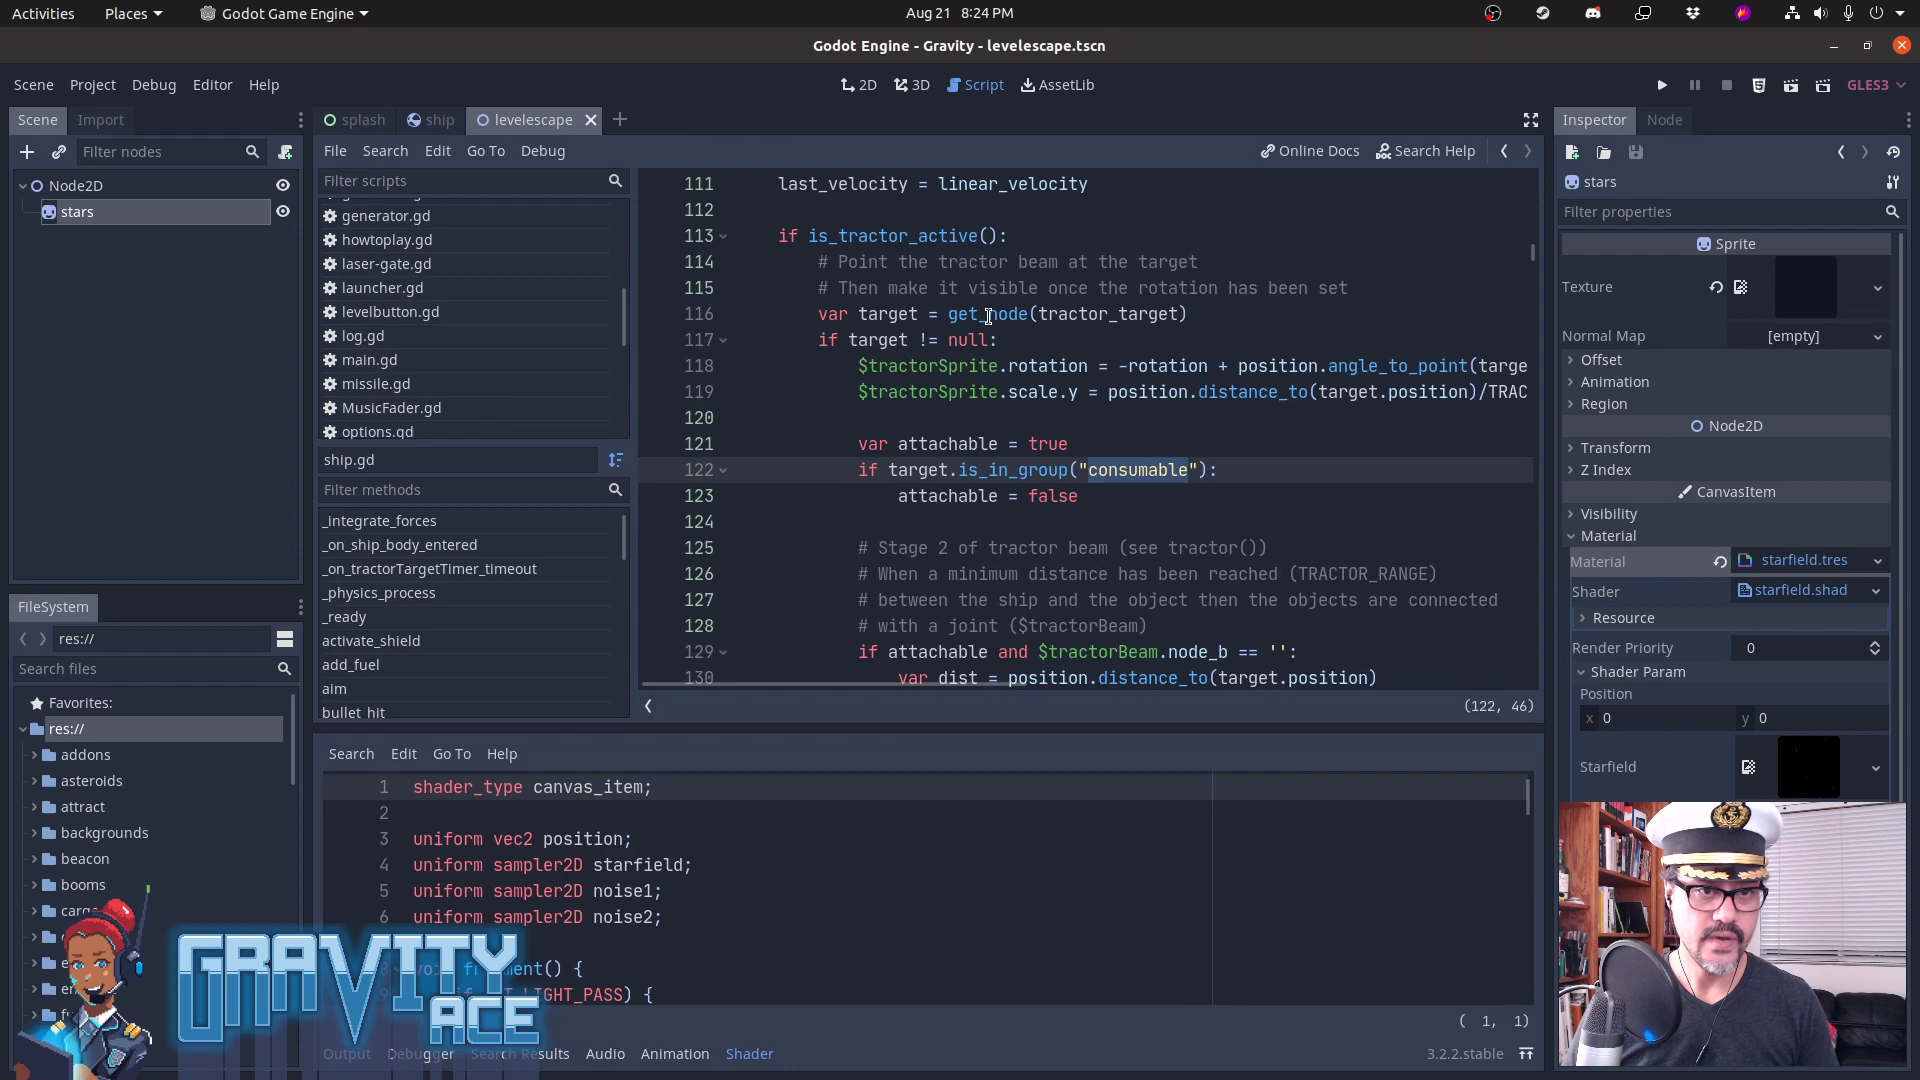 Activities Places Godot Game Engine Aug 21 8:24 PM
Godot Engine - Gravity - levelescape.tscn
Scene Project Debug Editor Help 2D 3D Script AssetLib GLES3
Scene Import
Filter nodes
Node2D
stars
splash ship levelescape
File Search Edit Go To Debug Online Docs Search Help
Filter scripts
generator.gd
howtoplay.gd
laser-gate.gd
launcher.gd
levelbutton.gd
log.gd
main.gd
missile.gd
MusicFader.gd
options.gd
ship.gd
Filter methods
_integrate_forces
_on_ship_body_entered
_on_tractorTargetTimer_timeout
_physics_process
_ready
activate_shield
add_fuel
aim
bullet_hit
111 last_velocity = linear_velocity
112
113 if is_tractor_active():
114 # Point the tractor beam at the target
115 # Then make it visible once the rotation has been set
116 var target = get_node(tractor_target)
117 if target != null:
118 $tractorSprite.rotation = -rotation + position.angle_to_point(targe
119 $tractorSprite.scale.y = position.distance_to(target.position)/TRAC
120
121 var attachable = true
122 if target.is_in_group("consumable"):
123 attachable = false
124
125 # Stage 2 of tractor beam (see tractor())
126 # When a minimum distance has been reached (TRACTOR_RANGE)
127 # between the ship and the object then the objects are connected
128 # with a joint ($tractorBeam)
129 if attachable and $tractorBeam.node_b == '':
130 var dist = position.distance_to(target.position)
(122, 46)
Search Edit Go To Help
1 shader_type canvas_item;
2
3 uniform vec2 position;
4 uniform sampler2D starfield;
5 uniform sampler2D noise1;
6 uniform sampler2D noise2;
( 1, 1)
Output Debugger Search Results Audio Animation Shader 3.2.2.stable
FileSystem
res://
Search files
Favorites:
res://
addons
asteroids
attract
backgrounds
beacon
booms
GRAVITY
ACE
Inspector Node
stars
Filter properties
Sprite
Texture
Normal Map [empty]
Offset
Animation
Region
Node2D
Transform
Z Index
CanvasItem
Visibility
Material
Material starfield.tres
Shader starfield.shad
Resource
Render Priority 0
Shader Param
Position
x 0 y 0
Starfield